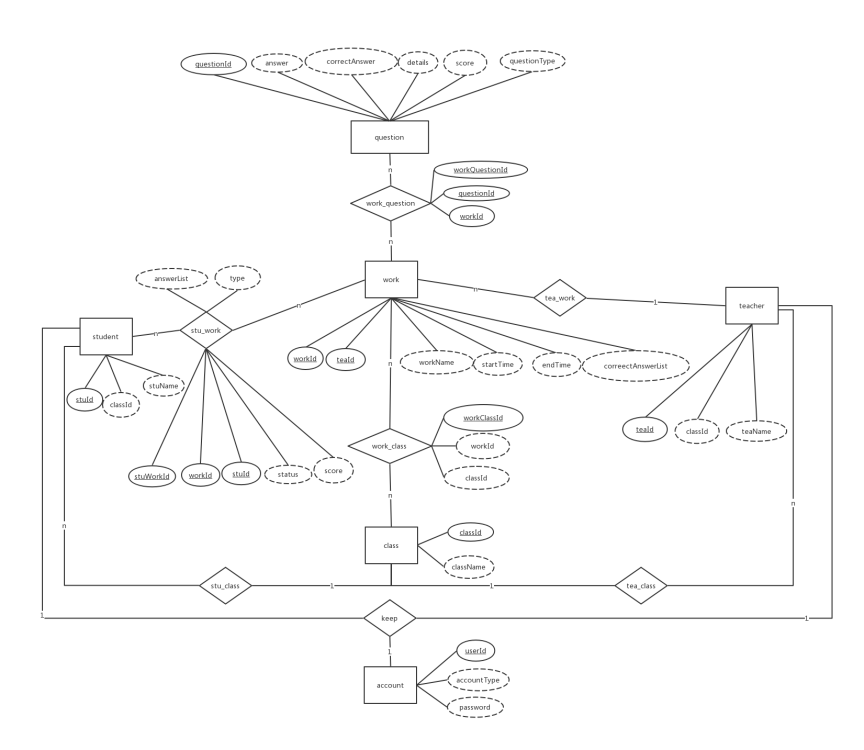 questionId
answer
correctAnswer
details
score
questionType
question
n
workQuestionId
work_question
questionId
workId
n
answerList
type
work
n
tea_work
1
teacher
student
n
stu_work
n
workId
teaId
workName
startTime
endTime
correectAnswerList
stuId
classId
stuName
n
teaId
classId
teaName
workClassId
work_class
workId
classId
stuWorkId
workId
stuId
status
score
n
n
n
class
classId
className
stu_class
1
1
tea_class
1
keep
1
1
userId
account
accountType
password